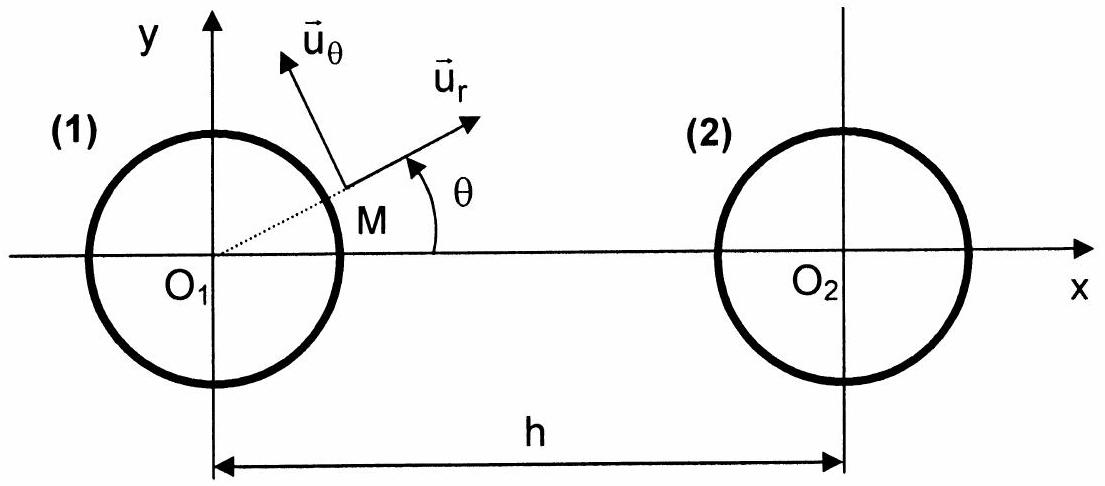 y
u⃗θ
u⃗r
(1)
(2)
θ
M
O₁
O₂
x
h